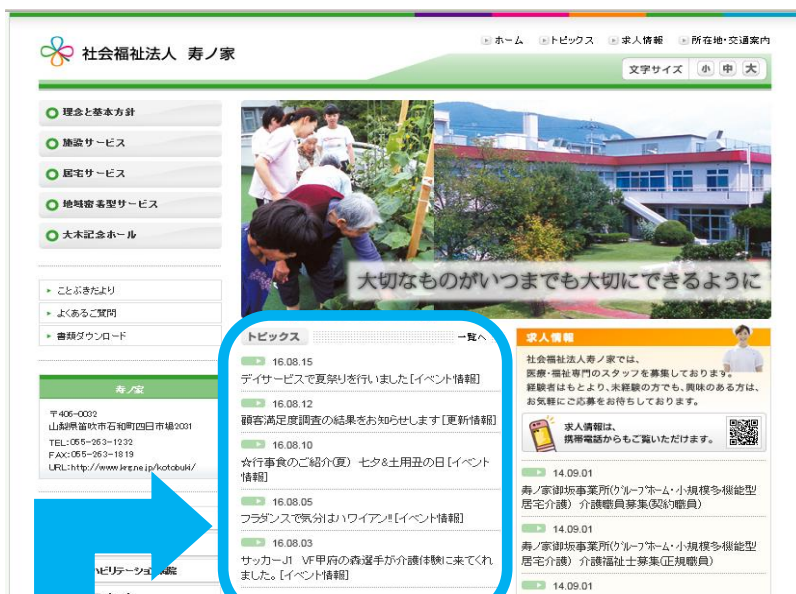 社会福祉法人 寿ノ家
ホーム トピックス 求人情報 所在地・交通案内
文字サイズ 小 中 大
理念と基本方針
施設サービス
居宅サービス
地域密着型サービス
大木記念ホール
ことぶきだより
よくあるご質問
書類ダウンロード
寿ノ家
〒406-0032
山梨県笛吹市石和町四日市場2031
TEL:055-263-1232
FAX:055-263-1819
URL:http://www.krg.ne.jp/kotobuki/
ハビリテーション病院
大切なものがいつまでも大切にできるように
トピックス 一覧へ
16.08.15
デイサービスで夏祭りを行いました[イベント情報]
16.08.12
顧客満足度調査の結果をお知らせします[更新情報]
16.08.10
☆行事食のご紹介(夏) 七夕&土用丑の日[イベント
情報]
16.08.05
フラダンスで気分はハワイアン!![イベント情報]
16.08.03
サッカーJ1 VF甲府の森選手が介護体験に来てくれ
ました。[イベント情報]
求人情報
社会福祉法人寿ノ家では、
医療・福祉専門のスタッフを募集しております。
経験者はもとより、未経験の方でも、興味のある方は、
お気軽にご応募をお待ちしております。
求人情報は、
携帯電話からもご覧いただけます。
14.09.01
寿ノ家御坂事業所(グループホーム・小規模多機能型
居宅介護) 介護職員募集(契約職員)
14.09.01
寿ノ家御坂事業所(グループホーム・小規模多機能型
居宅介護) 介護福祉士募集(正規職員)
14.09.01